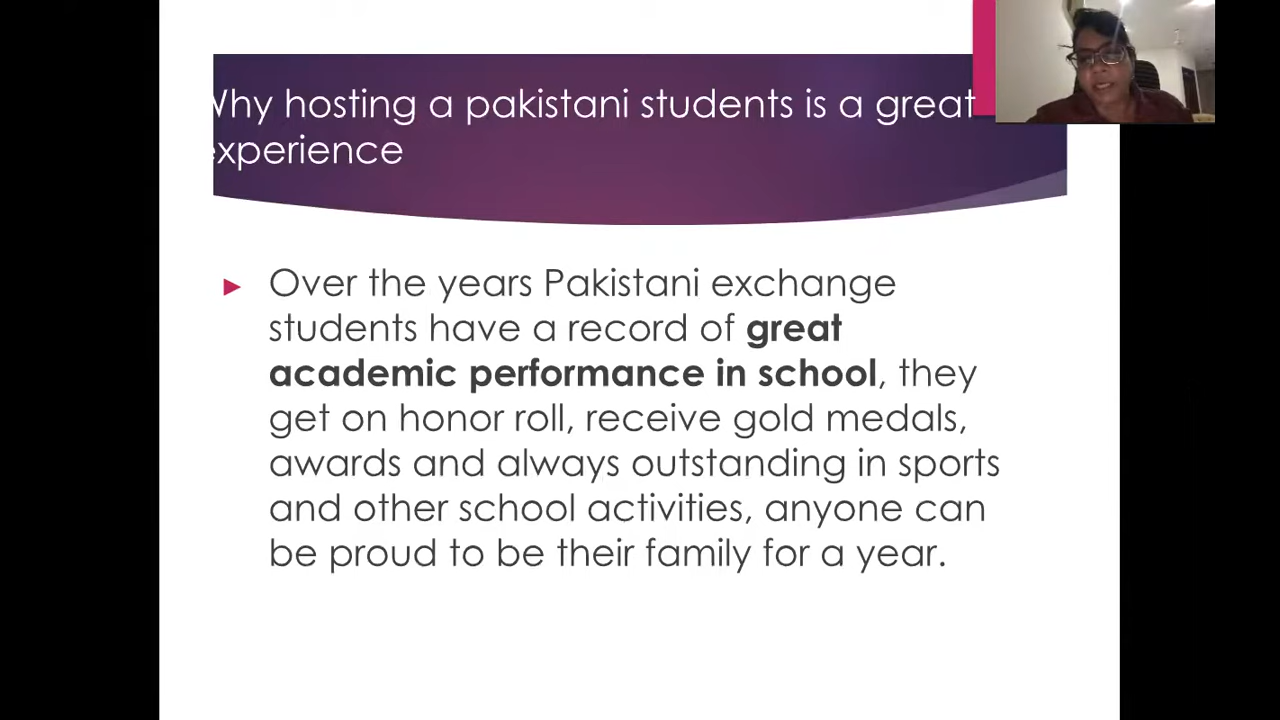 Why hosting a pakistani students is a great
experience
Over the years Pakistani exchange
students have a record of great
academic performance in school, they
get on honor roll, receive gold medals,
awards and always outstanding in sports
and other school activities, anyone can
be proud to be their family for a year.